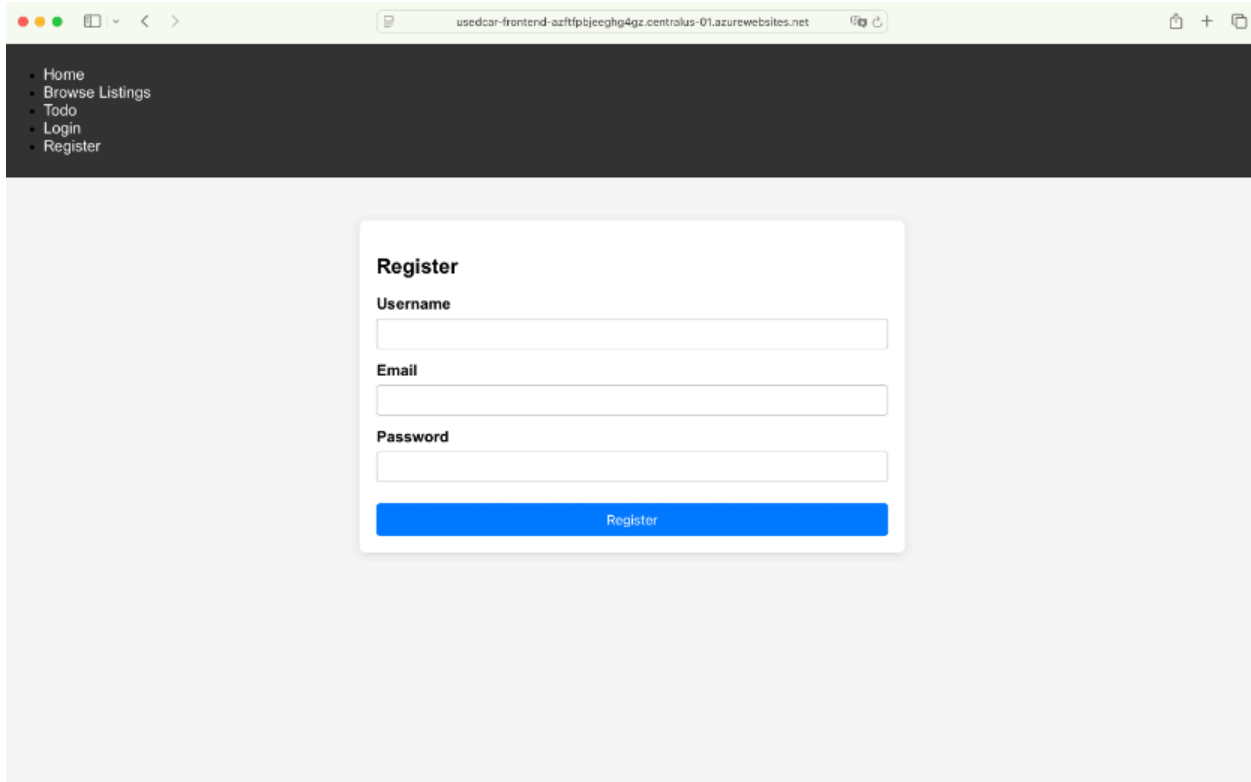 usedcar-frontend-azftfpbjeeghg4gz.centralus-01.azurewebsites.net
Home
Browse Listings
Todo
Login
Register
Register
Username
Email
Password
Register